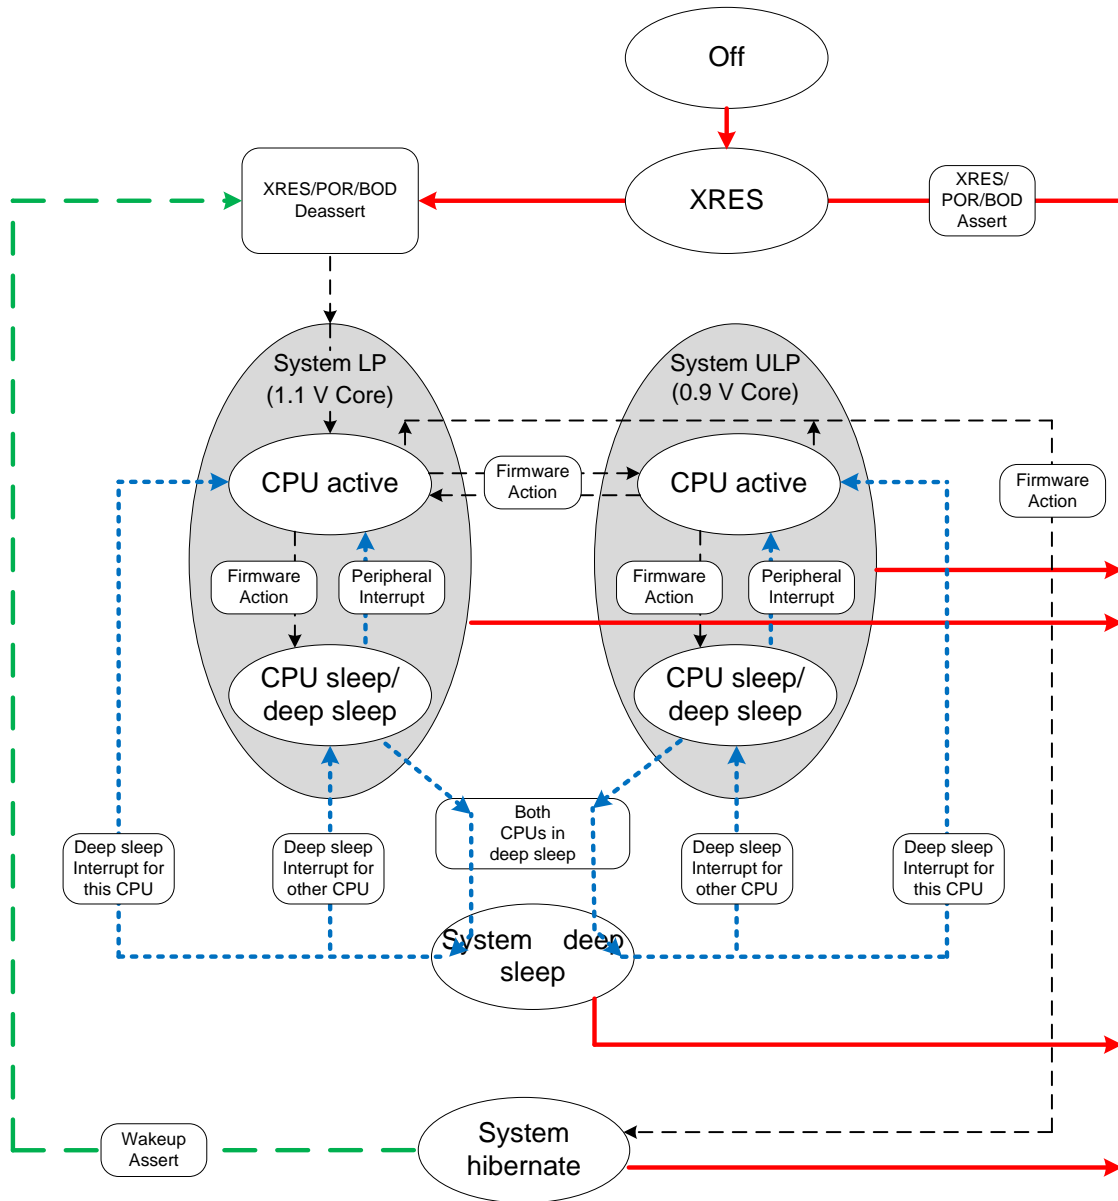 Off
XRES
XRES/POR/BOD
Deassert
XRES/
POR/BOD
Assert
System LP
(1.1 V Core)
System ULP
(0.9 V Core)
CPU active
Firmware
Action
CPU active
Firmware
Action
Firmware
Action
Peripheral
Interrupt
Firmware
Action
Peripheral
Interrupt
CPU sleep/
deep sleep
CPU sleep/
deep sleep
Both
CPUs in
deep sleep
Deep sleep
Interrupt for
this CPU
Deep sleep
Interrupt for
other CPU
Deep sleep
Interrupt for
other CPU
Deep sleep
Interrupt for
this CPU
System deep
sleep
Wakeup
Assert
System
hibernate